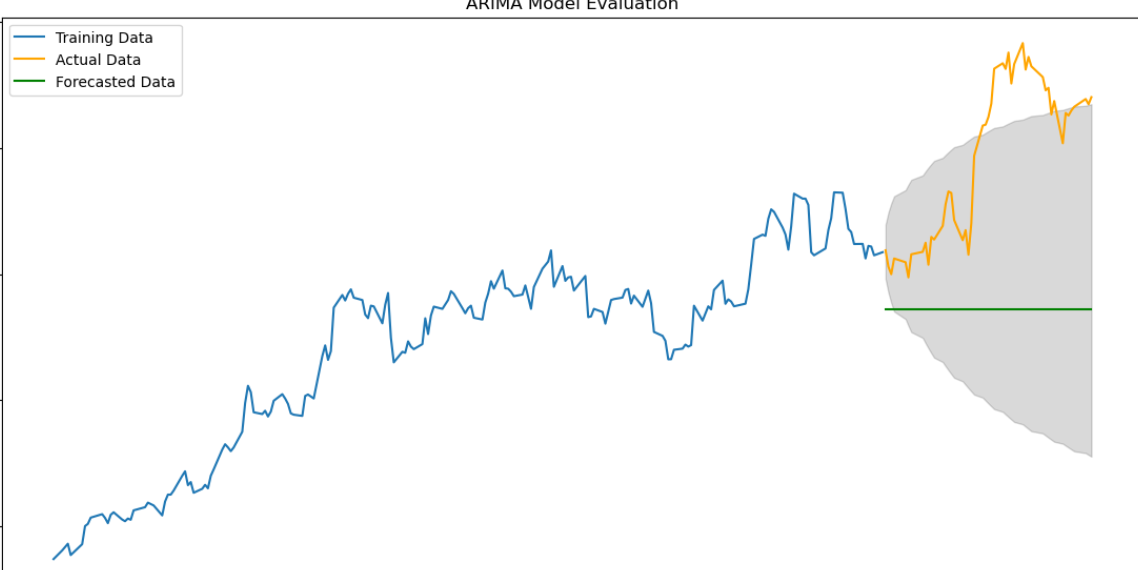 ARIMA Model Evaluation
Training Data
Actual Data
Forecasted Data